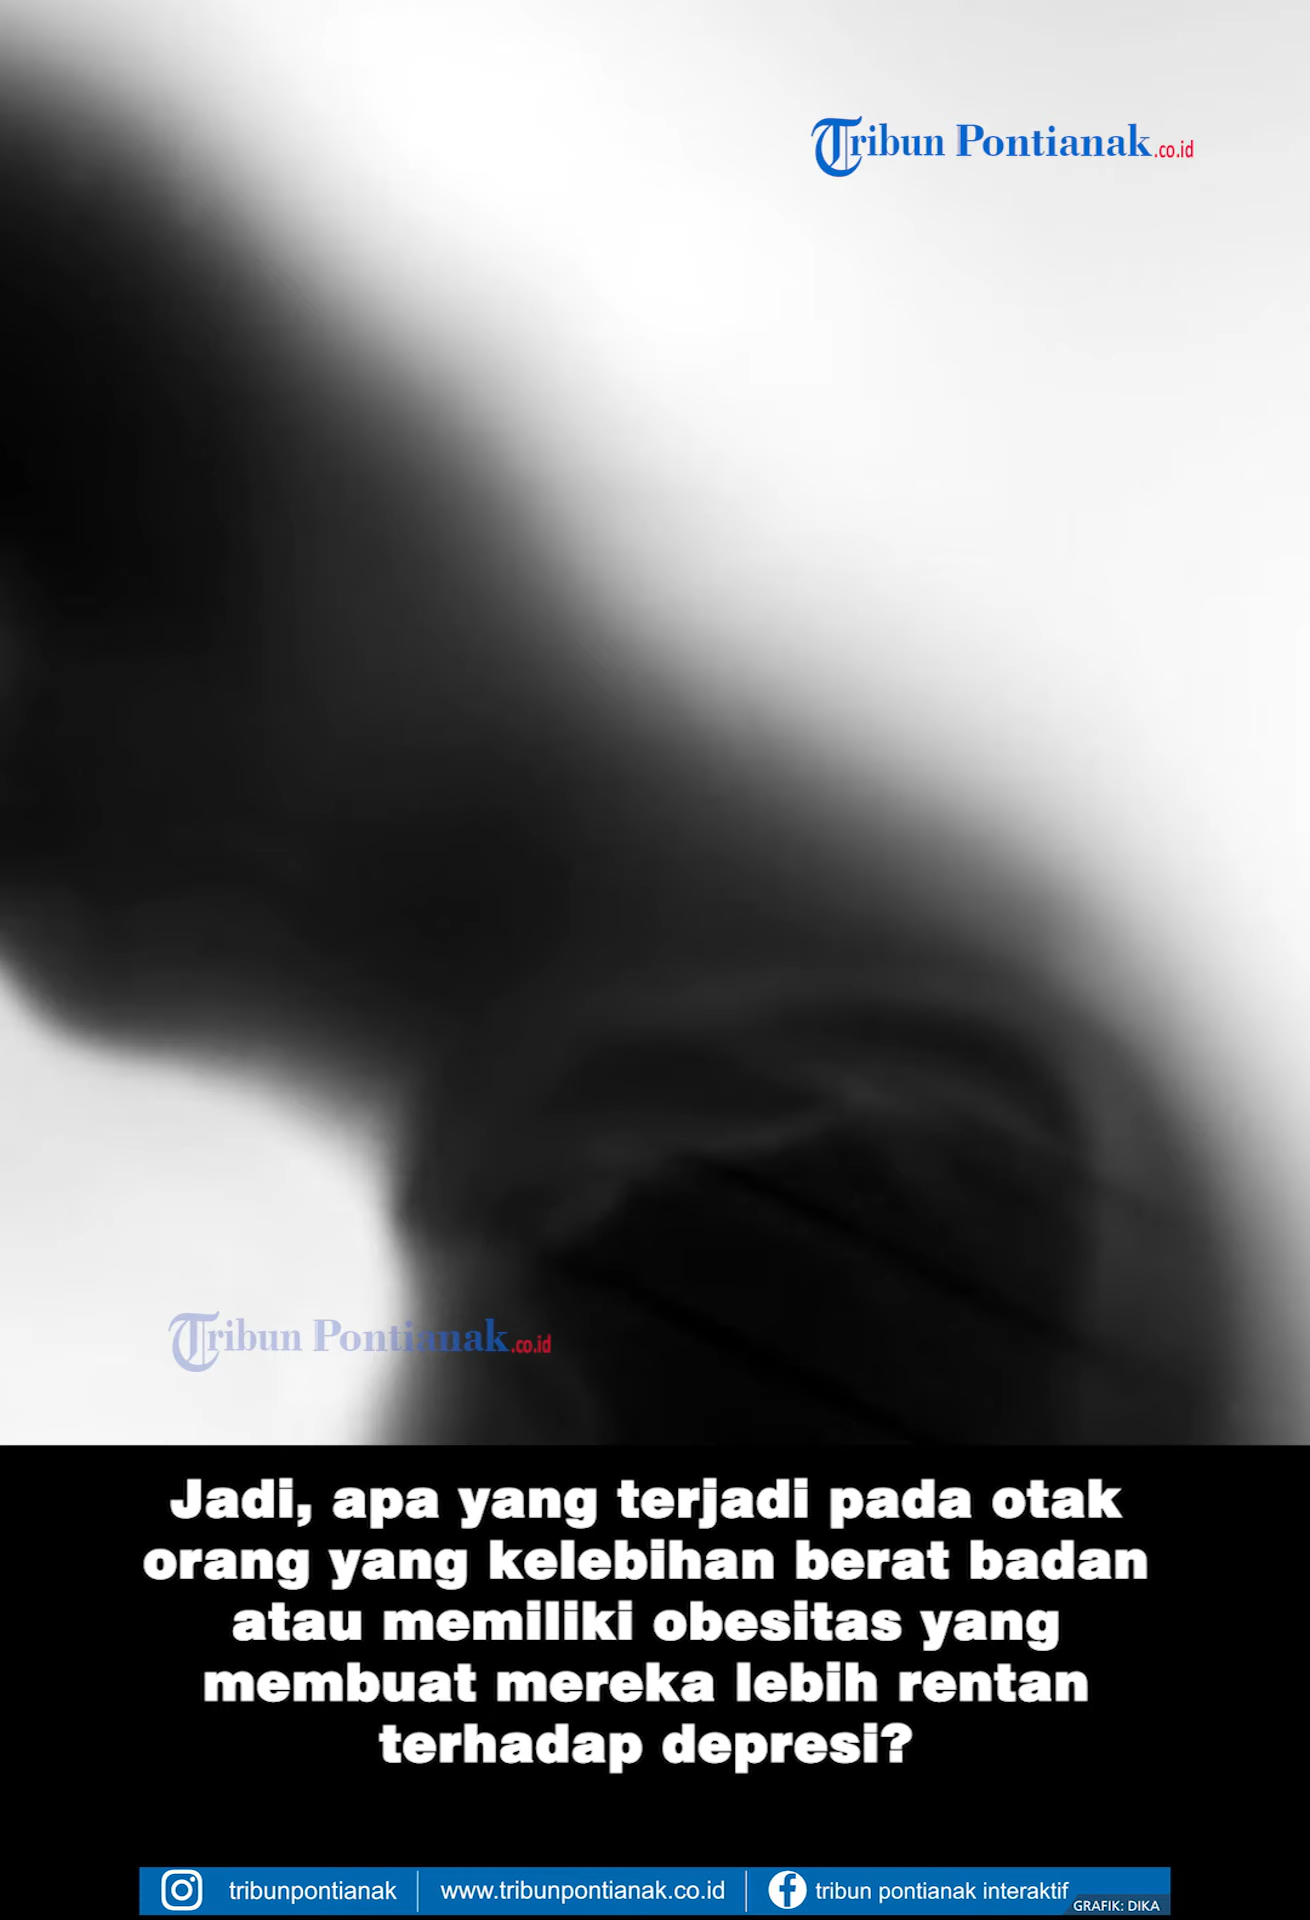 Tribun Pontianak.co.id
Tribun Pontianak.co.id
Jadi, apa yang terjadi pada otak
orang yang kelebihan berat badan
atau memiliki obesitas yang
membuat mereka lebih rentan
terhadap depresi?
tribunpontianak
www.tribunpontianak.co.id
tribun pontianak interaktif
GRAFIK: DIKA